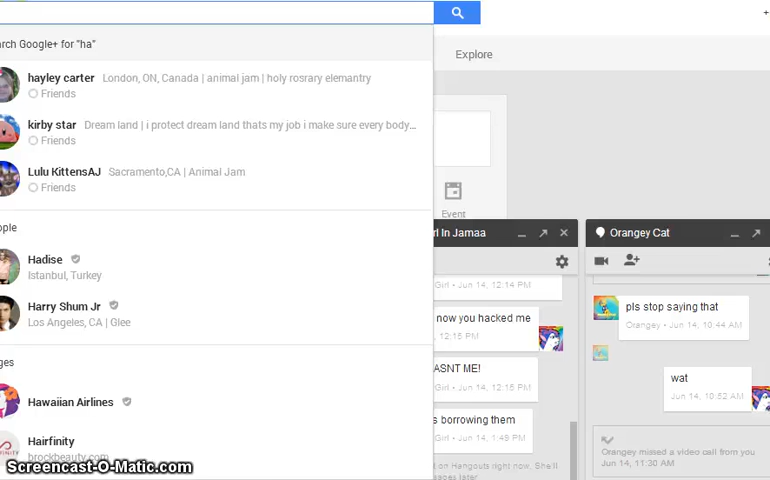 rch Google+ for "ha"
Explore
hayley carter London, ON, Canada | animal jam | holy rosrary elemantry
Friends
kirby star Dream land | i protect dream land thats my job i make sure every body...
Friends
Lulu KittensAJ Sacramento,CA | Animal Jam
Friends
Event
ople
rl In Jamaa
Orangey Cat
Hadise
Istanbul, Turkey
Harry Shum Jr
Los Angeles, CA | Glee
ges
Hawaiian Airlines
Hairfinity
brockbeauty.com
Girl • Jun 14, 12:14 PM
now you hacked me
12:15 PM
ASNT ME!
Girl • Jun 14, 12:15 PM
s borrowing them
Girl • Jun 14, 1:49 PM
t on Hangouts right now. She'll
pls stop saying that
Orangey • Jun 14, 10:44 AM
wat
Jun 14, 10:52 AM
Orangey missed a video call from you
Jun 14, 11:30 AM
Screencast-O-Matic.com